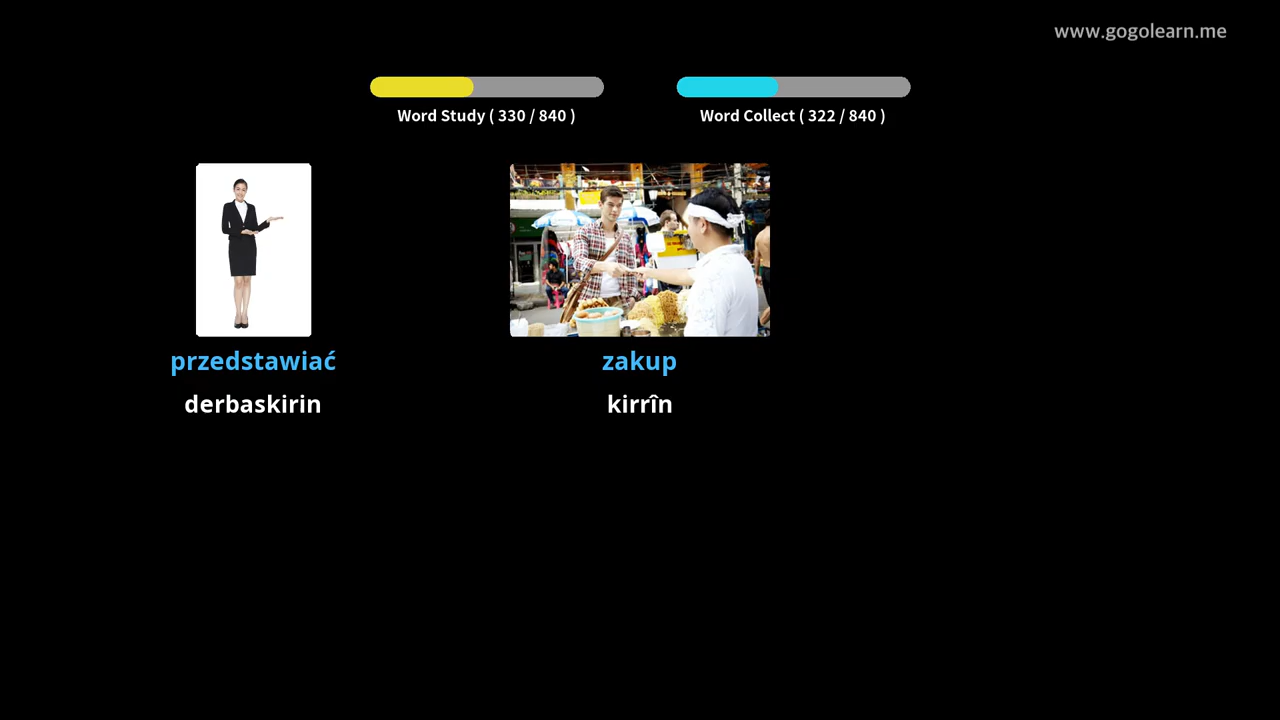 www.gogolearn.me
Word Study ( 330 / 840 )
Word Collect ( 322 / 840 )
przedstawiać
derbaskirin
zakup
kirrîn